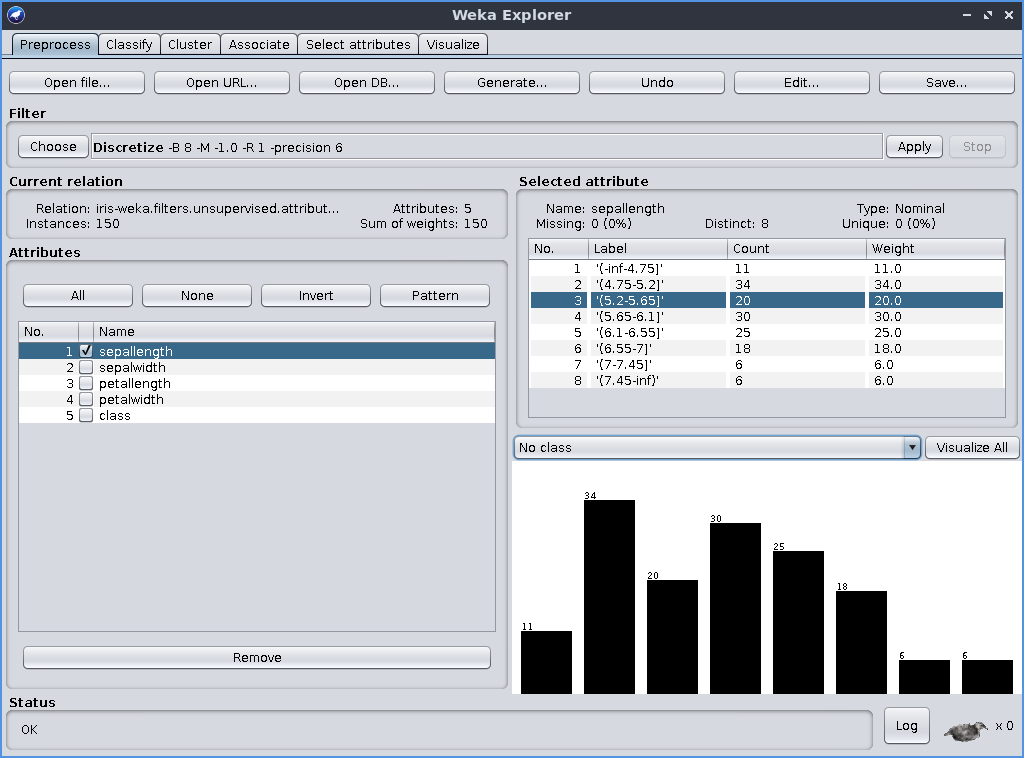 Weka Explorer
Preprocess Classify Cluster Associate Select attributes Visualize
Open file... Open URL... Open DB... Generate... Undo Edit... Save...
Filter
Choose Discretize -B 8 -M -1.0 -R 1 -precision 6 Apply Stop
Current relation
Relation: iris-weka.filters.unsupervised.attribut... Attributes: 5
Instances: 150 Sum of weights: 150
Attributes
All None Invert Pattern
No. Name
1 sepallength
2 sepalwidth
3 petallength
4 petalwidth
5 class
Remove
Selected attribute
Name: sepallength Type: Nominal
Missing: 0 (0%) Distinct: 8 Unique: 0 (0%)
No. Label Count Weight
1 '(-inf-4.75]' 11 11.0
2 '(4.75-5.2]' 34 34.0
3 '(5.2-5.65]' 20 20.0
4 '(5.65-6.1]' 30 30.0
5 '(6.1-6.55]' 25 25.0
6 '(6.55-7]' 18 18.0
7 '(7-7.45]' 6 6.0
8 '(7.45-inf)' 6 6.0
No class Visualize All
11 34 20 30 25 18 6 6
Status
OK Log x 0